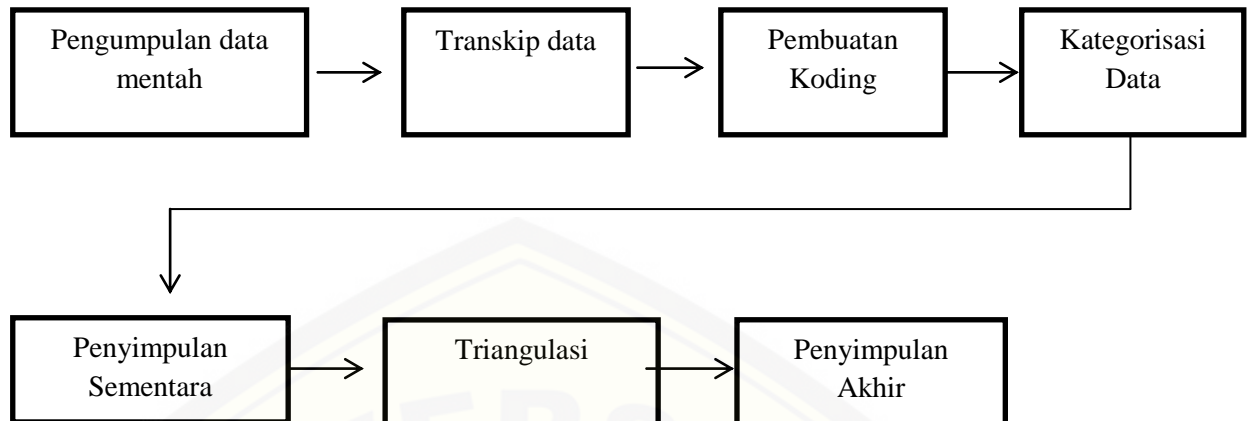 Pengumpulan data
mentah
Transkip data
Pembuatan
Koding
Kategorisasi
Data
Penyimpulan
Sementara
Triangulasi
Penyimpulan
Akhir